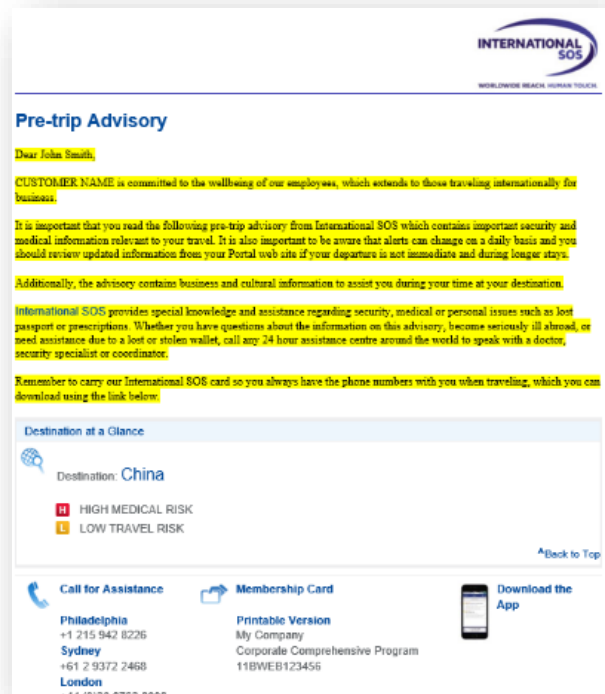 INTERNATIONAL
SOS
WORLDWIDE REACH. HUMAN TOUCH.
Pre-trip Advisory
Dear John Smith,
CUSTOMER NAME is committed to the wellbeing of our employees, which extends to those traveling internationally for
business.
It is important that you read the following pre-trip advisory from International SOS which contains important security and
medical information relevant to your travel. It is also important to be aware that alerts can change on a daily basis and you
should review updated information from your Portal web site if your departure is not immediate and during longer stays.
Additionally, the advisory contains business and cultural information to assist you during your time at your destination.
International SOS provides special knowledge and assistance regarding security, medical or personal issues such as lost
passport or prescriptions. Whether you have questions about the information on this advisory, become seriously ill abroad, or
need assistance due to a lost or stolen wallet, call any 24 hour assistance centre around the world to speak with a doctor,
security specialist or coordinator.
Remember to carry our International SOS card so you always have the phone numbers with you when traveling, which you can
download using the link below.
Destination at a Glance
Destination: China
H HIGH MEDICAL RISK
L LOW TRAVEL RISK
^Back to Top
Call for Assistance
Philadelphia
+1 215 942 8226
Sydney
+61 2 9372 2468
London
Membership Card
Printable Version
My Company
Corporate Comprehensive Program
11BWEB123456
Download the
App